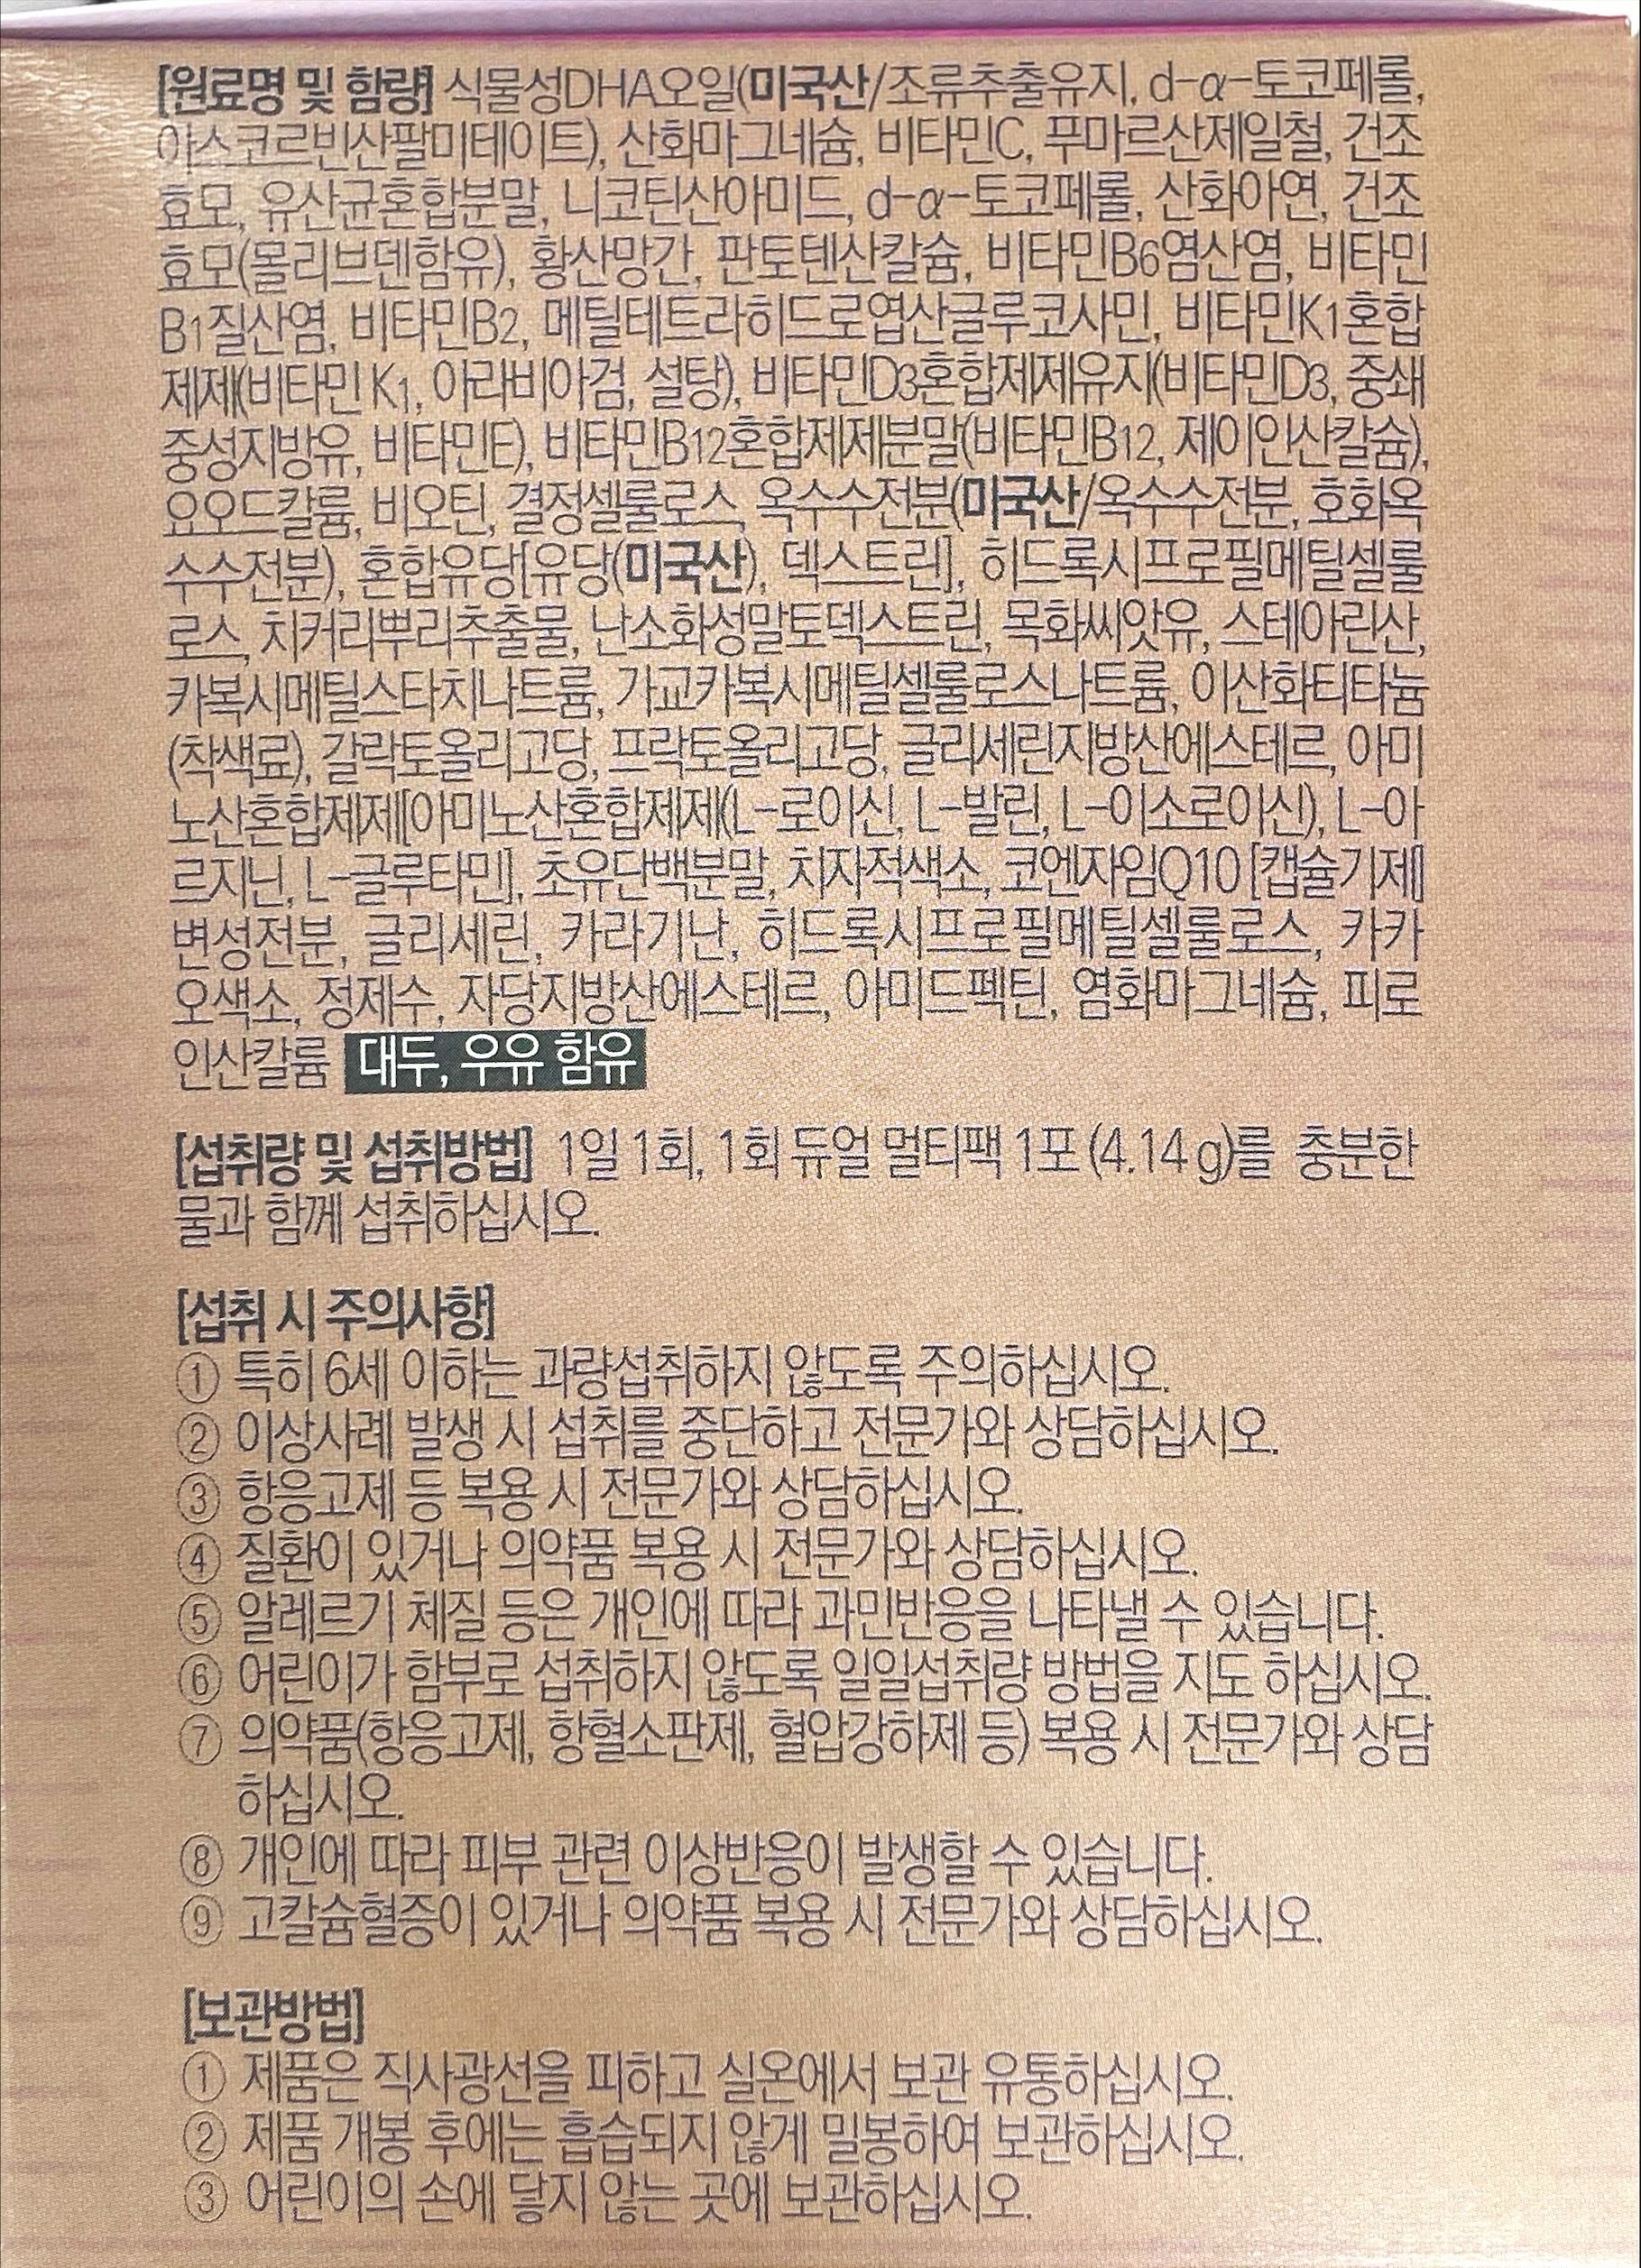 [원료명 및 함량] 식물성DHA오일(미국산/조류추출유지, d-α-토코페롤,
아스코르빈산팔미테이트), 산화마그네슘, 비타민C, 푸마르산제일철, 건조
효모, 유산균혼합분말, 니코틴산아미드, d-α-토코페롤, 산화아연, 건조
효모(몰리브덴함유), 황산망간, 판토텐산칼슘, 비타민B6염산염, 비타민
B1질산염, 비타민B2, 메틸테트라히드로엽산글루코사민, 비타민K1혼합
제제(비타민 K1, 아라비아검, 설탕), 비타민D3혼합제제유지(비타민D3, 중쇄
중성지방유, 비타민E), 비타민B12혼합제제분말(비타민B12, 제이인산칼슘),
요오드칼륨, 비오틴, 결정셀룰로스, 옥수수전분(미국산/옥수수전분, 호화옥
수수전분), 혼합유당[유당(미국산), 덱스트린], 히드록시프로필메틸셀룰
로스, 치커리뿌리추출물, 난소화성말토덱스트린, 목화씨앗유, 스테아린산,
카복시메틸스타치나트륨, 가교카복시메틸셀룰로스나트륨, 이산화티타늄
(착색료), 갈락토올리고당, 프락토올리고당, 글리세린지방산에스테르, 아미
노산혼합제제[아미노산혼합제제(L-로이신, L-발린, L-이소로이신), L-아
르지닌, L-글루타민], 초유단백분말, 치자적색소, 코엔자임Q10 [캡슐기제]
변성전분, 글리세린, 카라기난, 히드록시프로필메틸셀룰로스, 카카
오색소, 정제수, 자당지방산에스테르, 아미드펙틴, 염화마그네슘, 피로
인산칼륨 대두, 우유 함유
[섭취량 및 섭취방법] 1일 1회, 1회 듀얼 멀티팩 1포 (4.14 g)를 충분한
물과 함께 섭취하십시오.
[섭취 시 주의사항]
① 특히 6세 이하는 과량섭취하지 않도록 주의하십시오.
② 이상사례 발생 시 섭취를 중단하고 전문가와 상담하십시오.
③ 항응고제 등 복용 시 전문가와 상담하십시오.
④ 질환이 있거나 의약품 복용 시 전문가와 상담하십시오.
⑤ 알레르기 체질 등은 개인에 따라 과민반응을 나타낼 수 있습니다.
⑥ 어린이가 함부로 섭취하지 않도록 일일섭취량 방법을 지도 하십시오.
⑦ 의약품(항응고제, 항혈소판제, 혈압강하제 등) 복용 시 전문가와 상담
하십시오.
⑧ 개인에 따라 피부 관련 이상반응이 발생할 수 있습니다.
⑨ 고칼슘혈증이 있거나 의약품 복용 시 전문가와 상담하십시오.
[보관방법]
① 제품은 직사광선을 피하고 실온에서 보관 유통하십시오.
② 제품 개봉 후에는 흡습되지 않게 밀봉하여 보관하십시오.
③ 어린이의 손에 닿지 않는 곳에 보관하십시오.